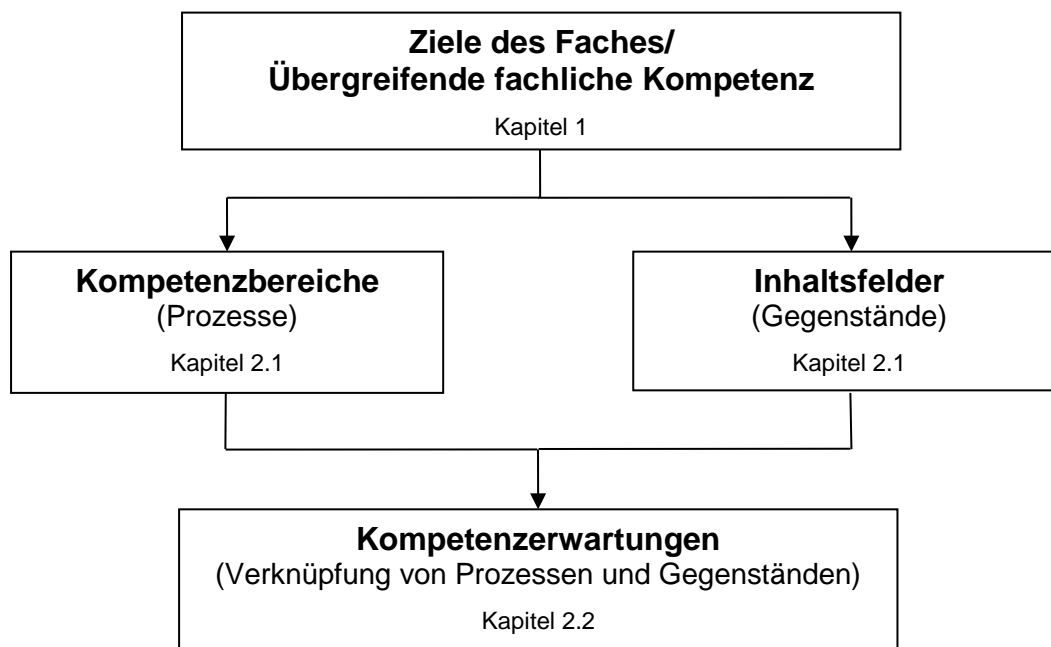 Ziele des Faches/
Übergreifende fachliche Kompetenz
Kapitel 1
Kompetenzbereiche
(Prozesse)
Kapitel 2.1
Inhaltsfelder
(Gegenstände)
Kapitel 2.1
Kompetenzerwartungen
(Verknüpfung von Prozessen und Gegenständen)
Kapitel 2.2